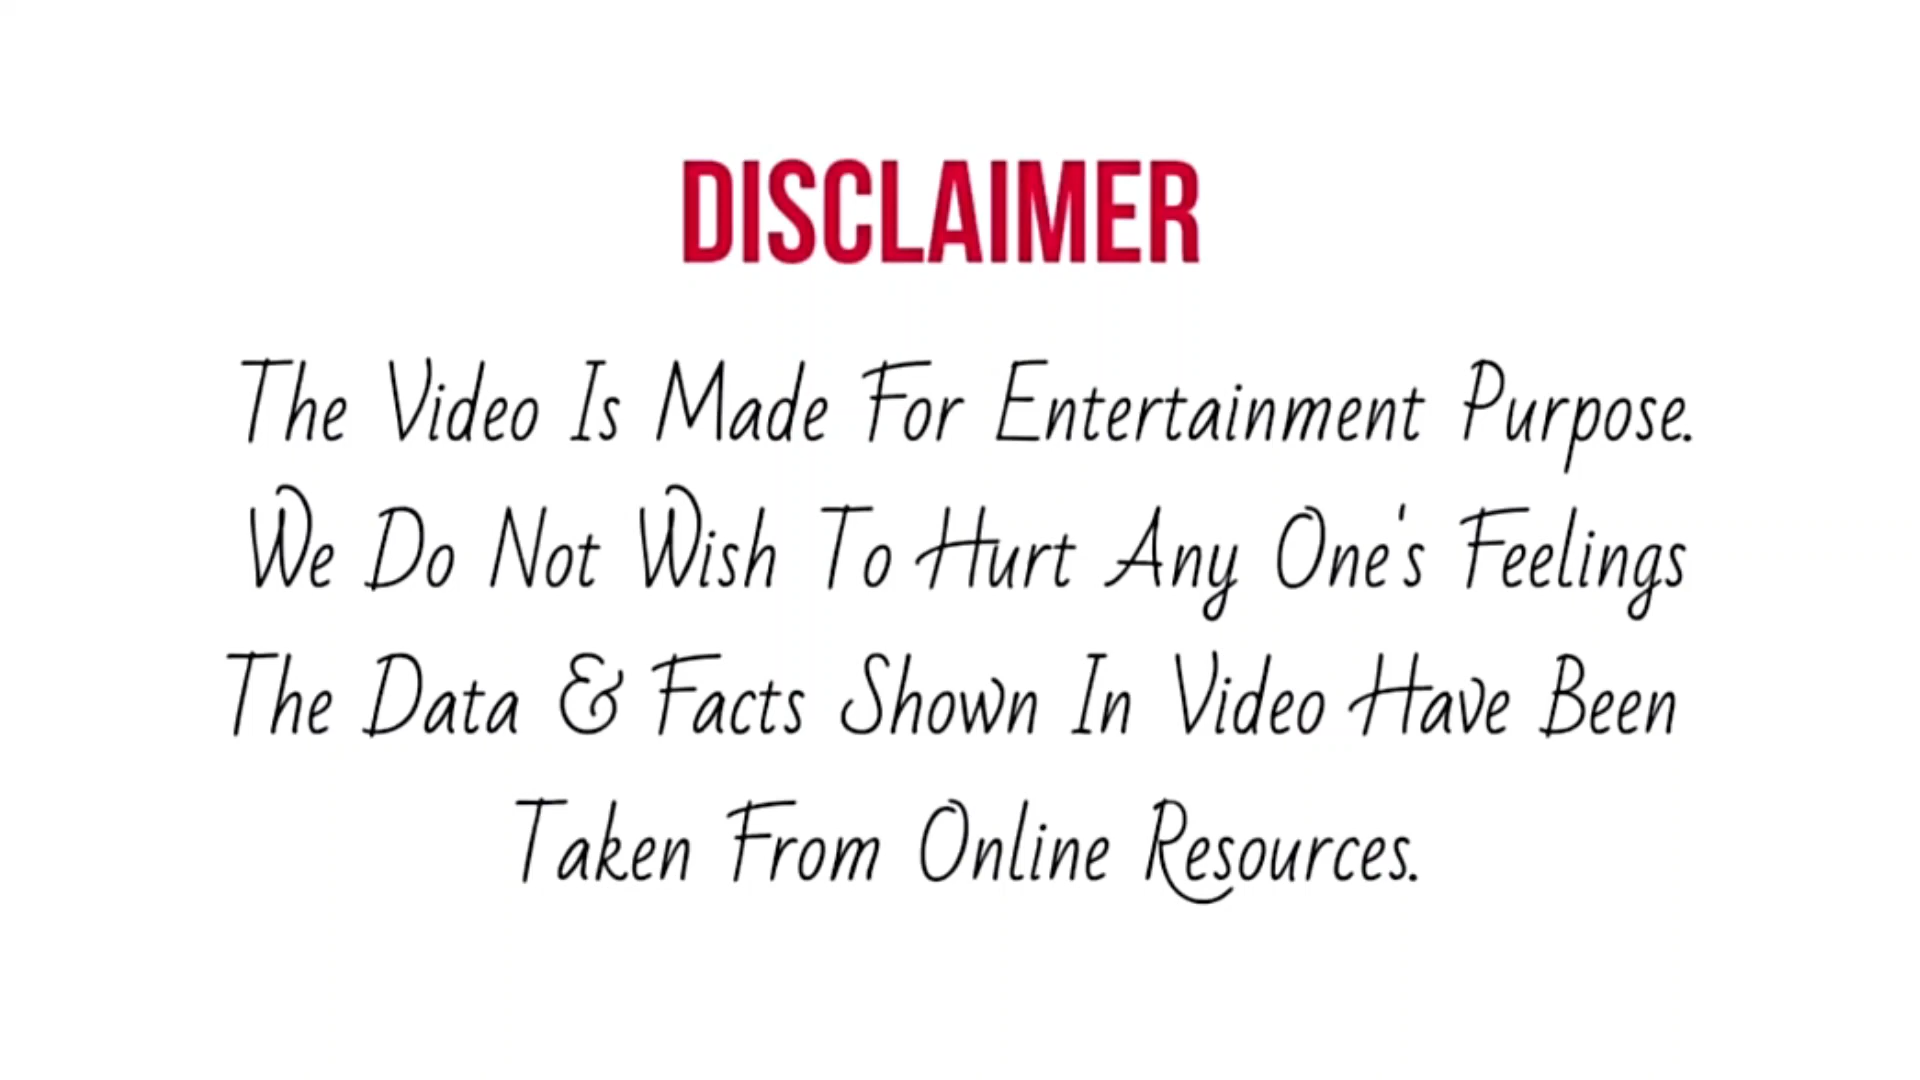 DISCLAIMER
The Video Is Made For Entertainment Purpose.
We Do Not Wish To Hurt Any One's Feelings
The Data & Facts Shown In Video Have Been
Taken From Online Resources.